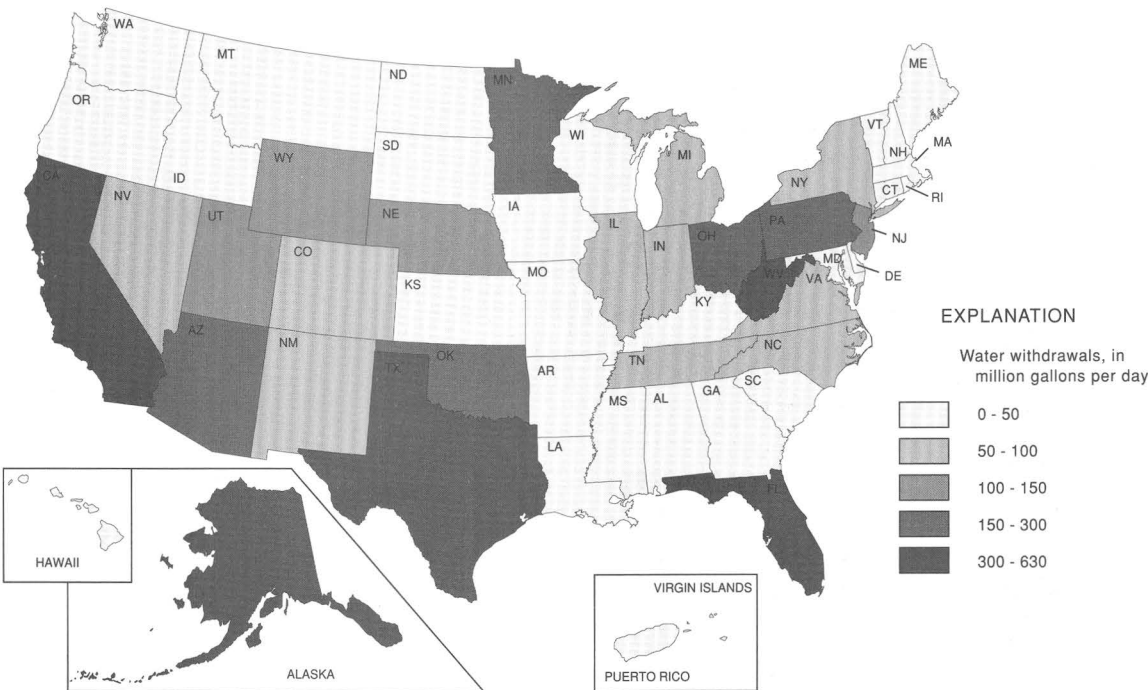 WA
MT
ND
MN
ME
OR
ID
SD
WI
MI
VT
NH
MA
WY
NY
CT
RI
CA
NV
UT
NE
IA
IL
IN
OH
PA
NJ
CO
MO
WV
MD
DE
KS
KY
VA
AZ
NM
OK
TX
AR
TN
NC
MS
AL
GA
SC
LA
FL
EXPLANATION
Water withdrawals, in
million gallons per day
0 - 50
50 - 100
100 - 150
150 - 300
300 - 630
HAWAII
ALASKA
VIRGIN ISLANDS
PUERTO RICO